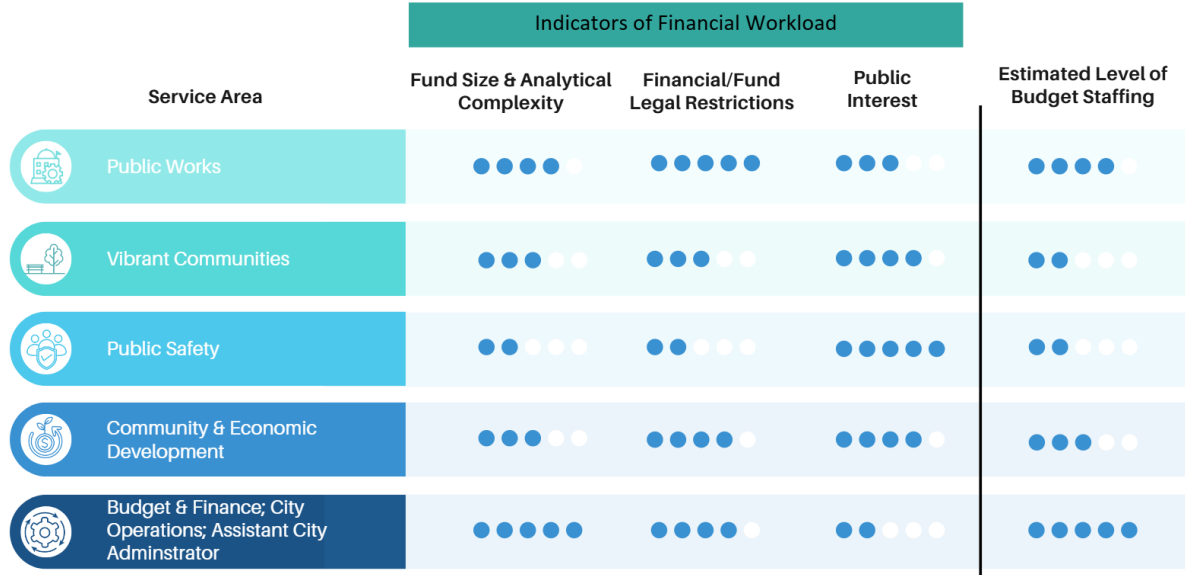 Indicators of Financial Workload
Service Area
Fund Size & Analytical
Complexity
Financial/Fund
Legal Restrictions
Public
Interest
Estimated Level of
Budget Staffing
Public Works
Vibrant Communities
Public Safety
Community & Economic
Development
Budget & Finance; City
Operations; Assistant City
Adminstrator